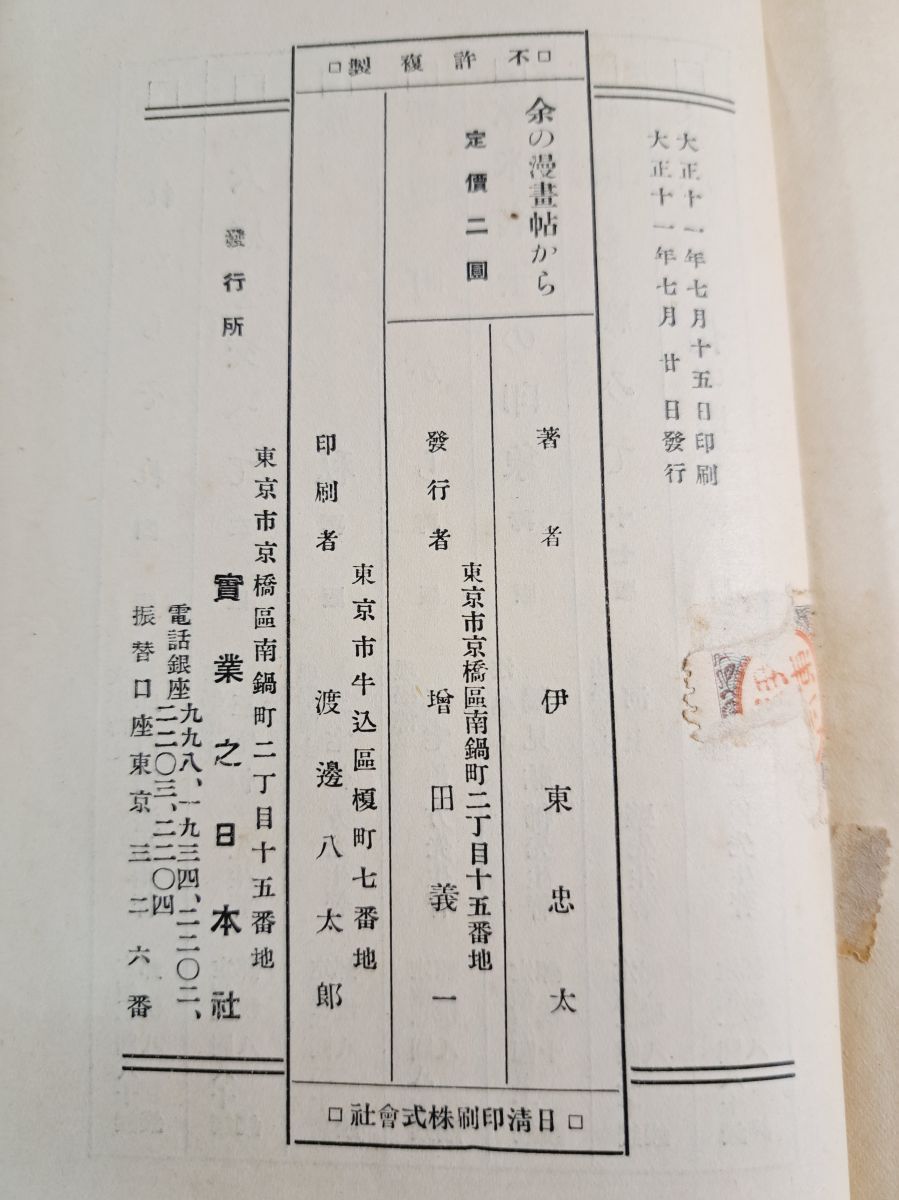 大正十一年七月十五日印刷
大正十一年七月廿日發行
不許複製
余の漫畫帖から
定價二圓
著者 伊東忠太
東京市京橋區南鍋町二丁目十五番地
發行者 增田義一
東京市牛込區榎町七番地
印刷者 渡邊八太郎
日淸印刷株式會社
東京市京橋區南鍋町二丁目十五番地
發行所 實業之日本社
電話銀座九九八、一九三四、二二〇二、
二二〇三、二二〇四
振替口座東京三二六番